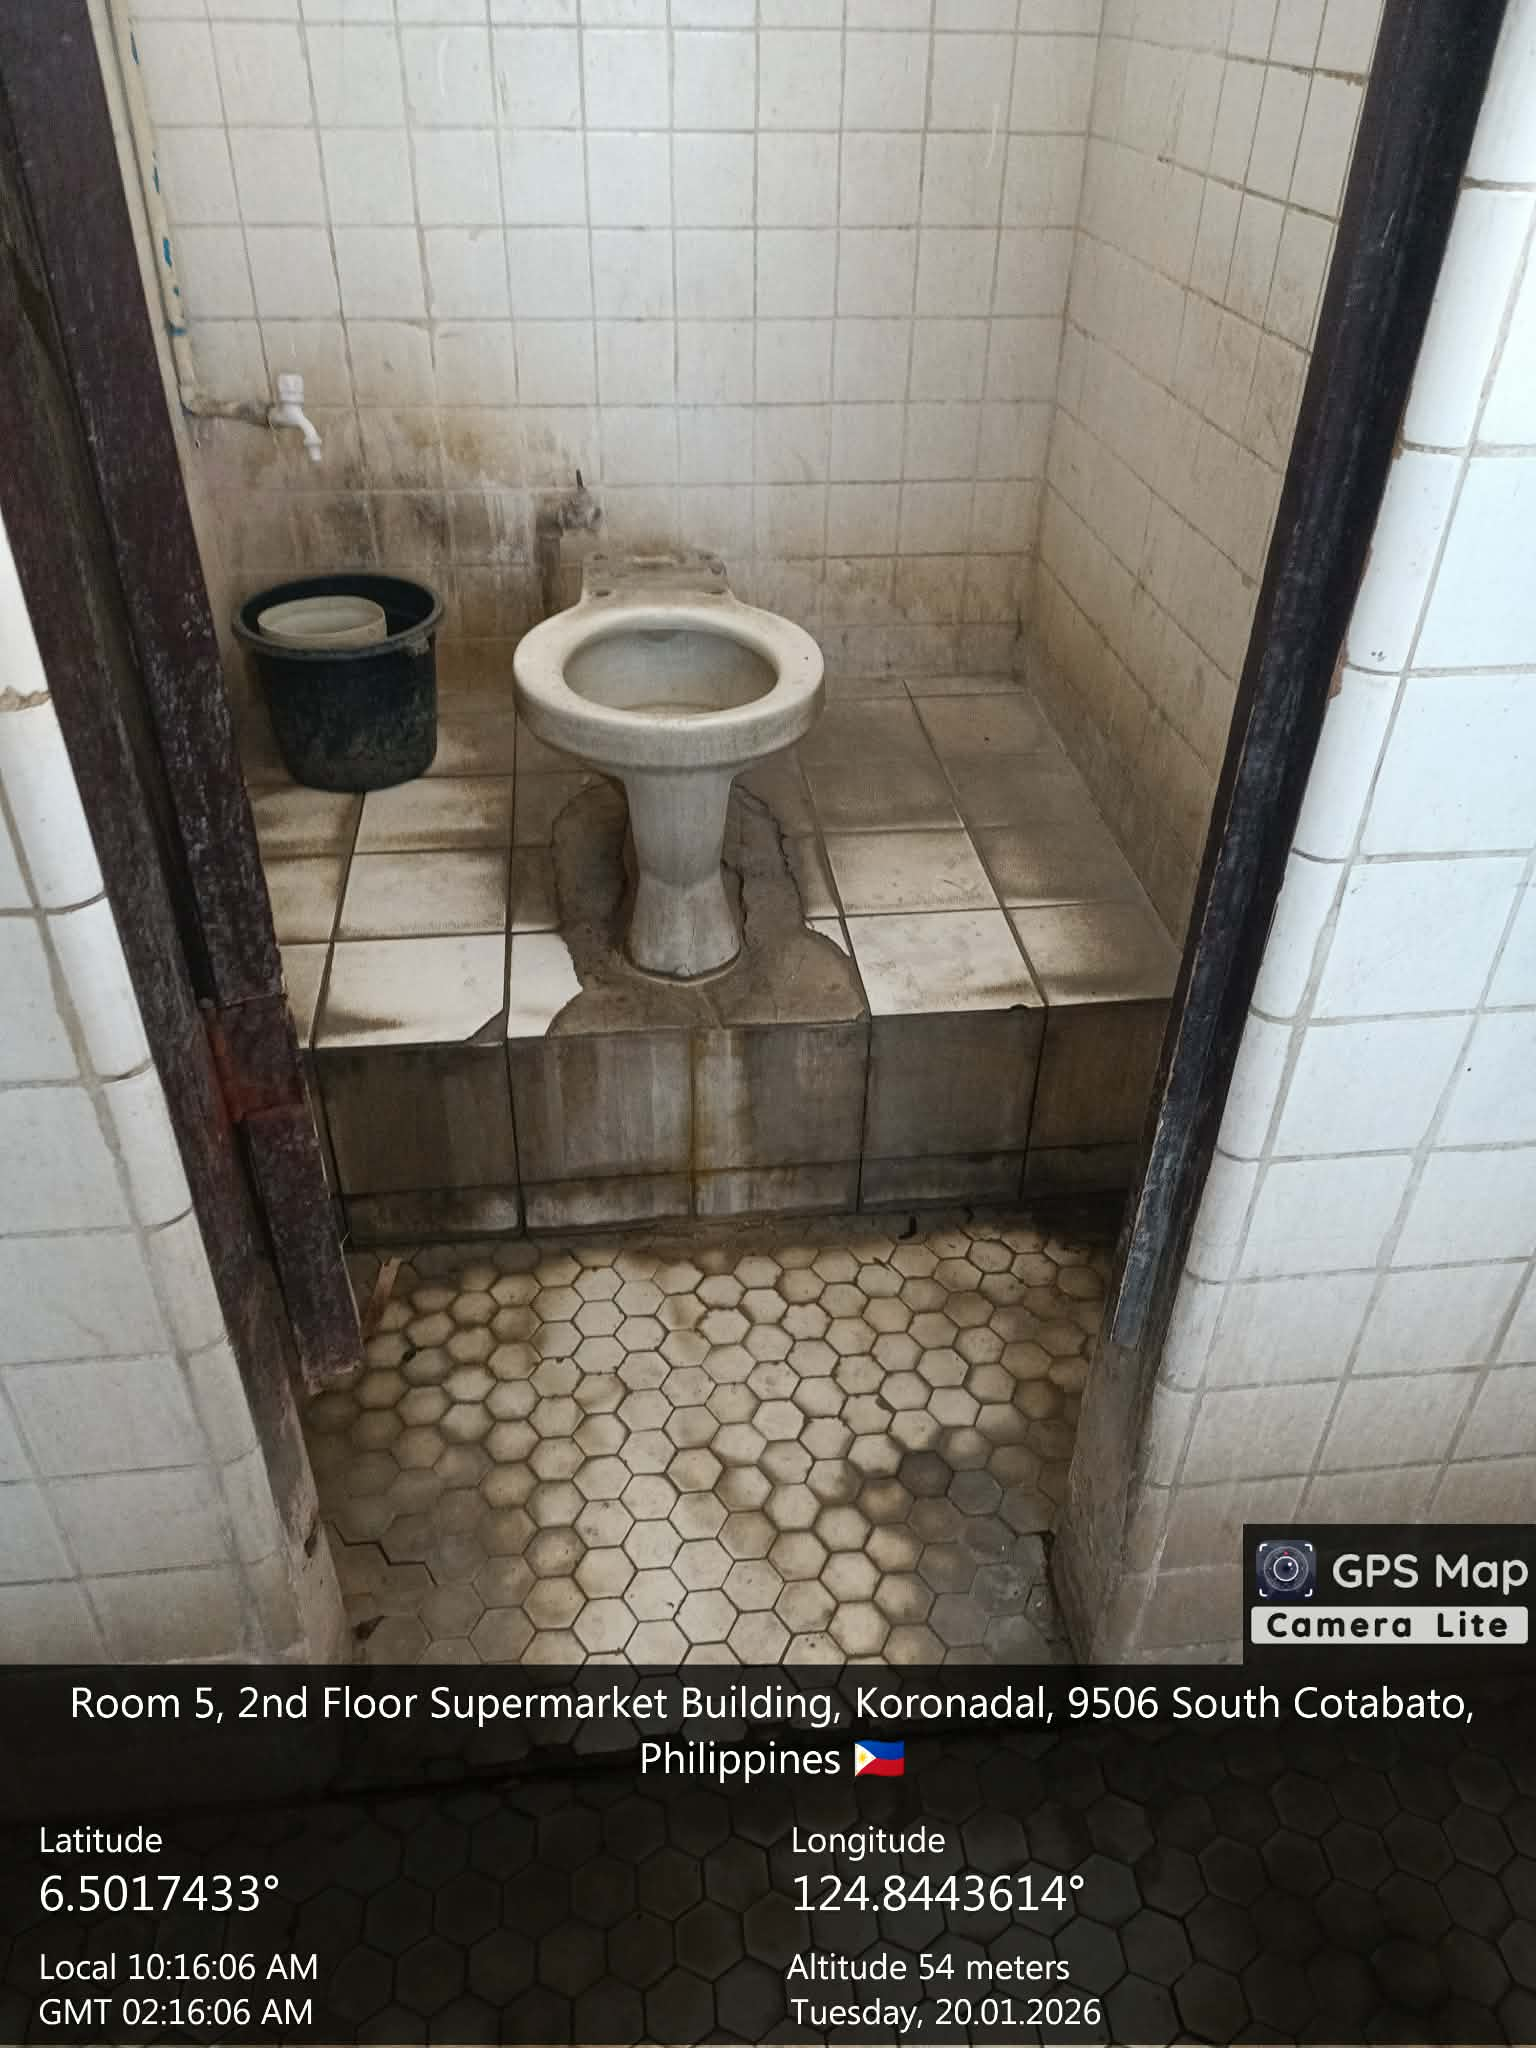 GPS Map
Camera Lite
Room 5, 2nd Floor Supermarket Building, Koronadal, 9506 South Cotabato,
Philippines 🇵🇭
Latitude
6.5017433°
Longitude
124.8443614°
Local 10:16:06 AM
GMT 02:16:06 AM
Altitude 54 meters
Tuesday, 20.01.2026